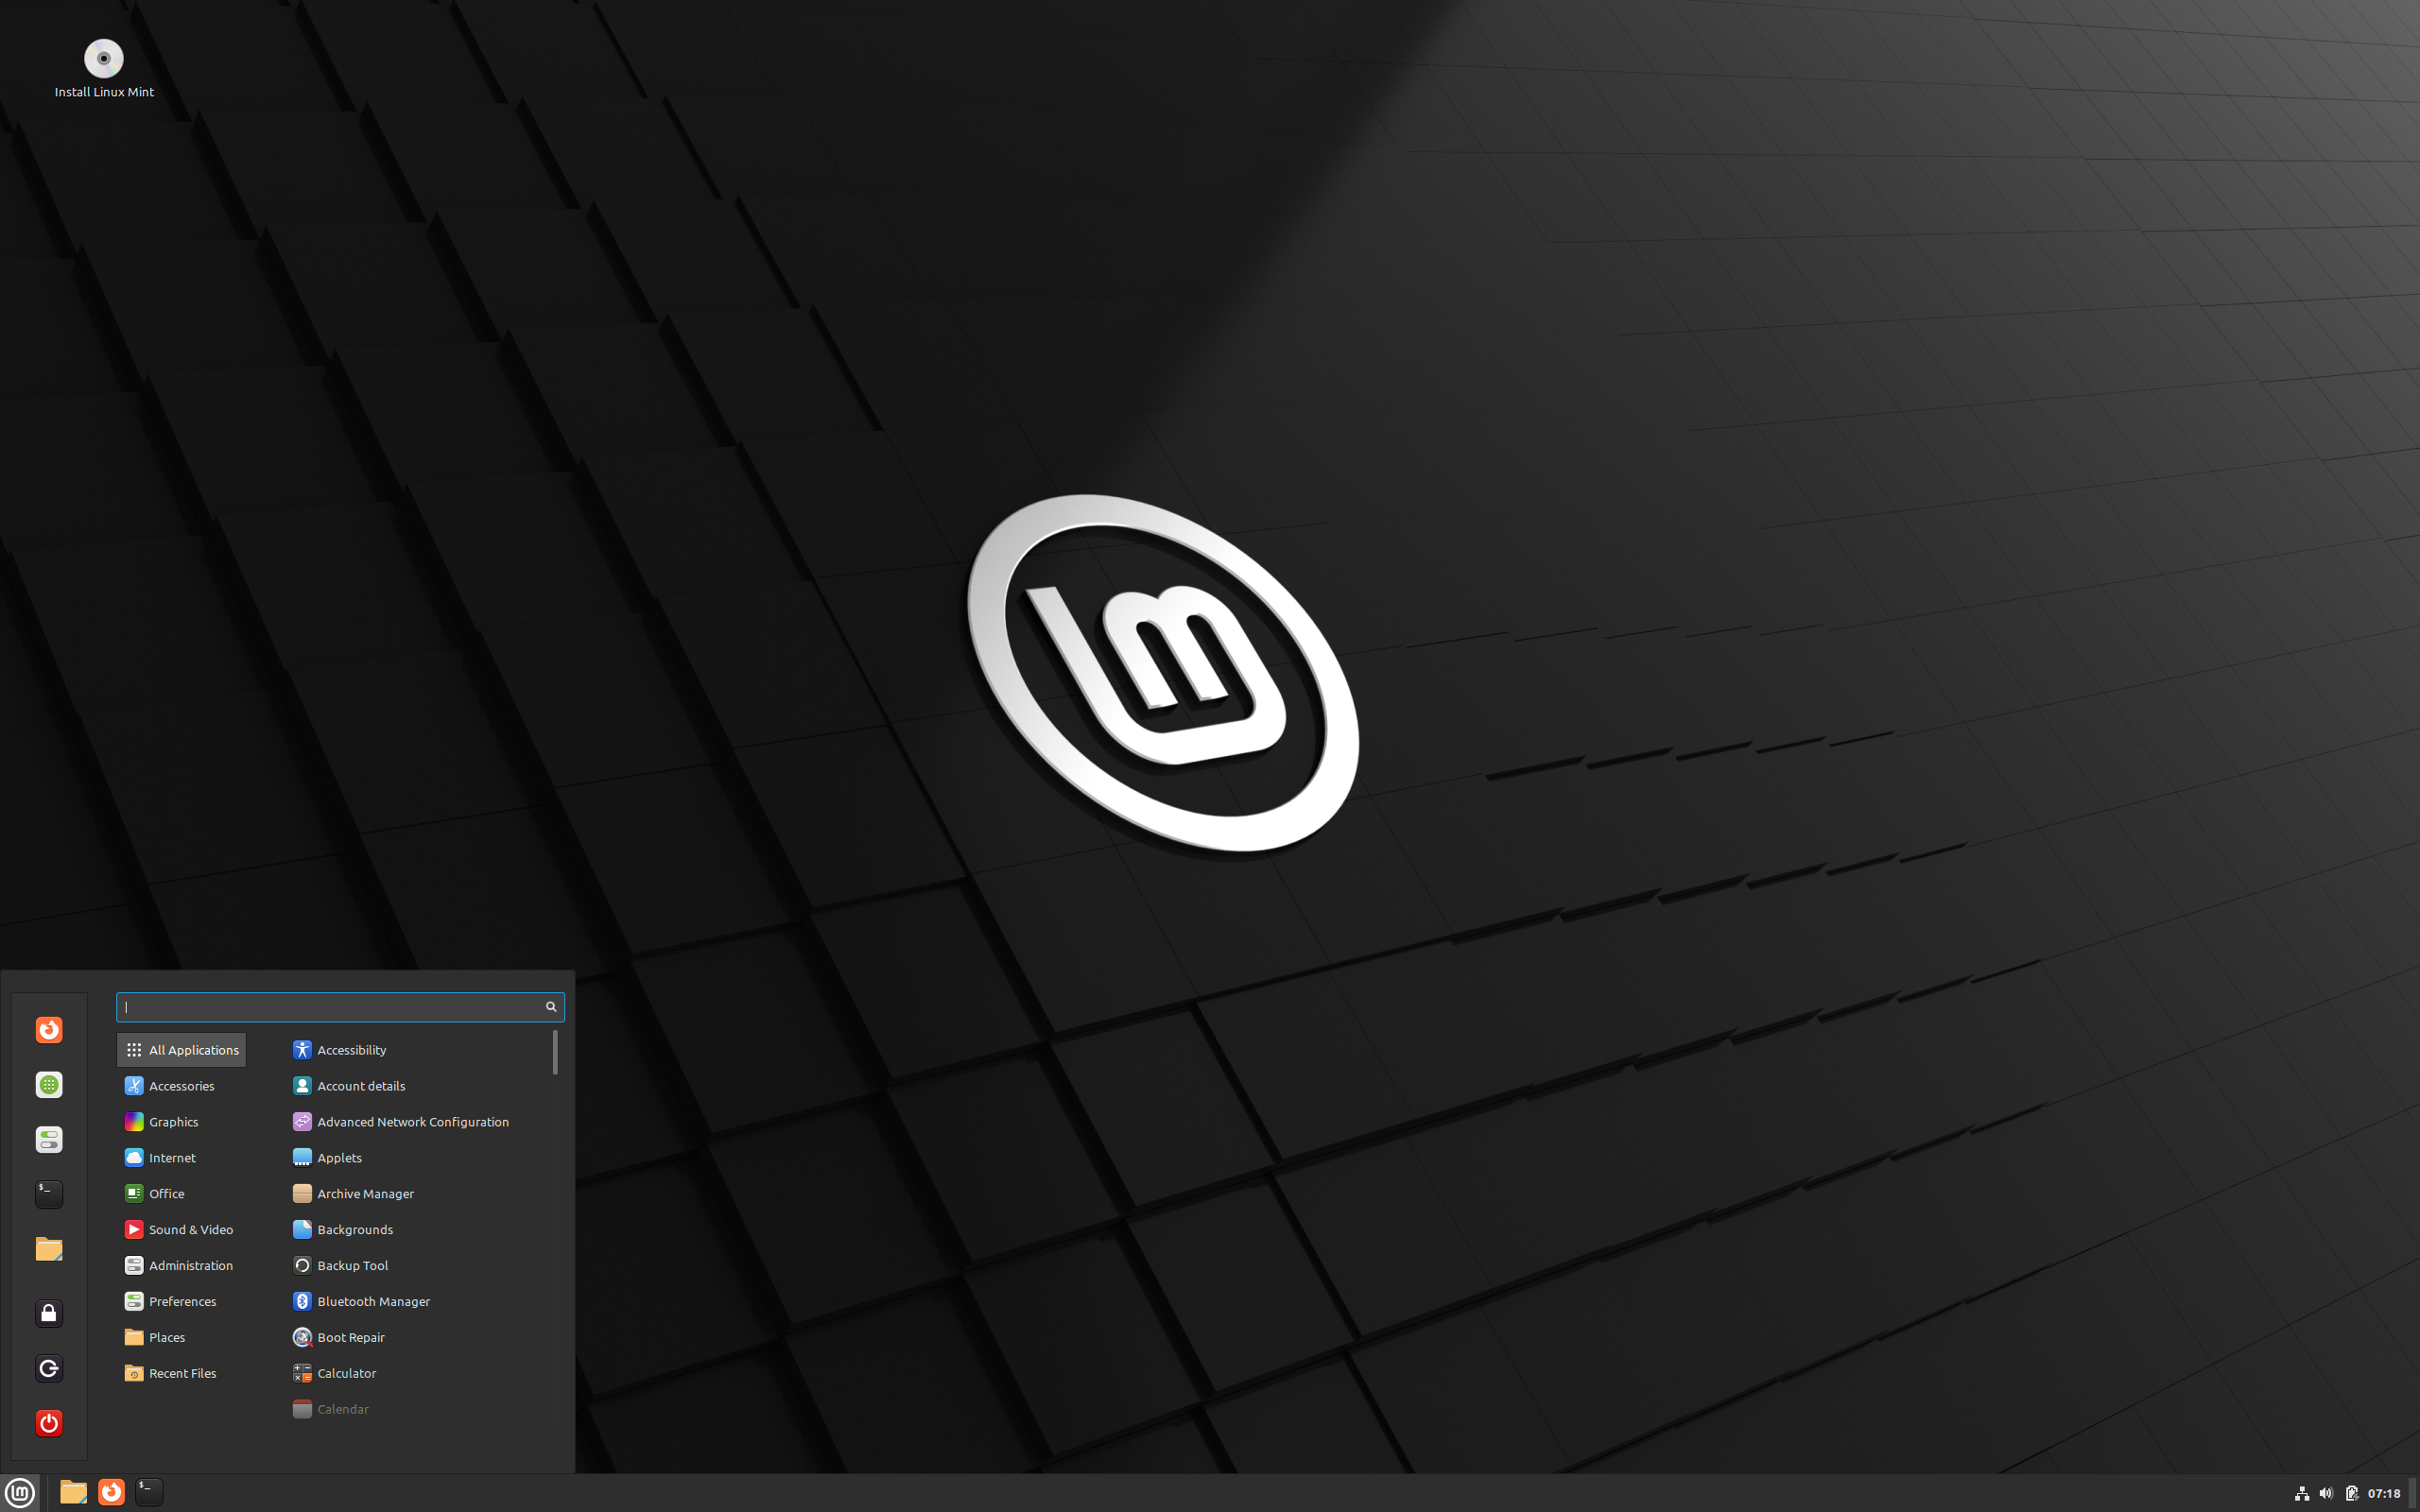 Install Linux Mint
lm
All Applications
Accessories
Graphics
Internet
Office
Sound & Video
Administration
Preferences
Places
Recent Files
Accessibility
Account details
Advanced Network Configuration
Applets
Archive Manager
Backgrounds
Backup Tool
Bluetooth Manager
Boot Repair
Calculator
Calendar
07:18